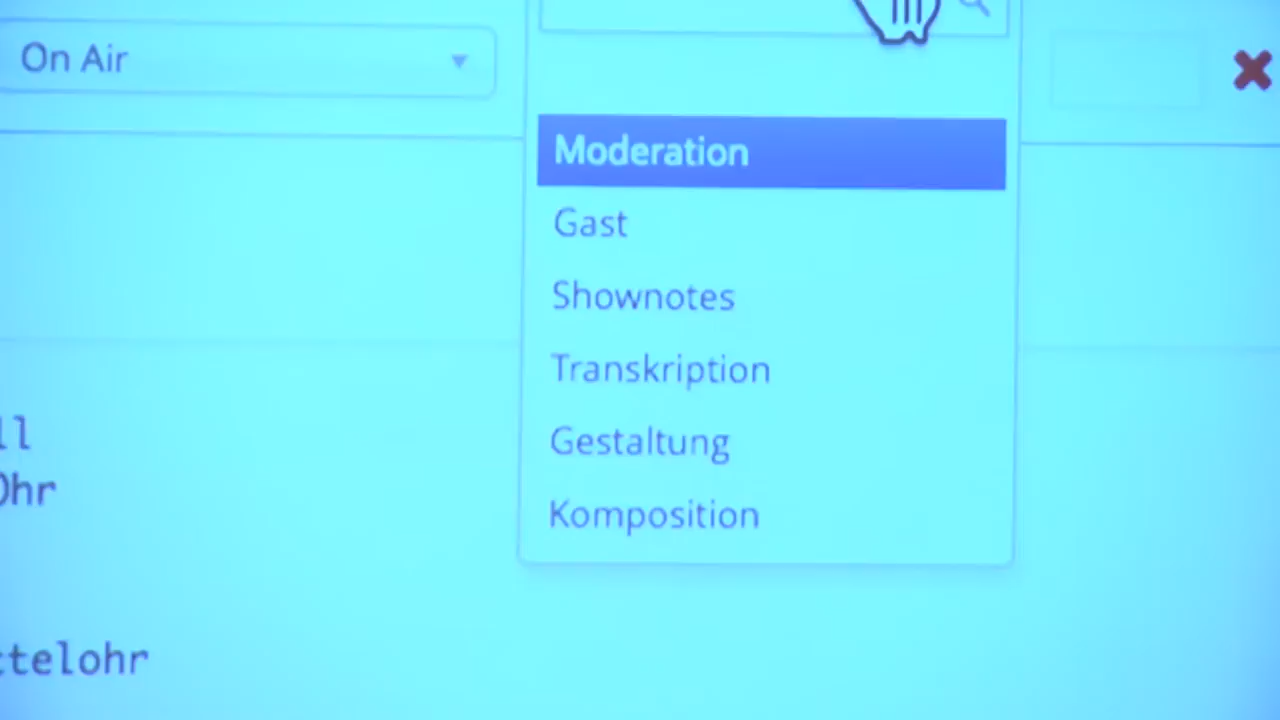 On Air
Moderation
Gast
Shownotes
Transkription
Gestaltung
Komposition